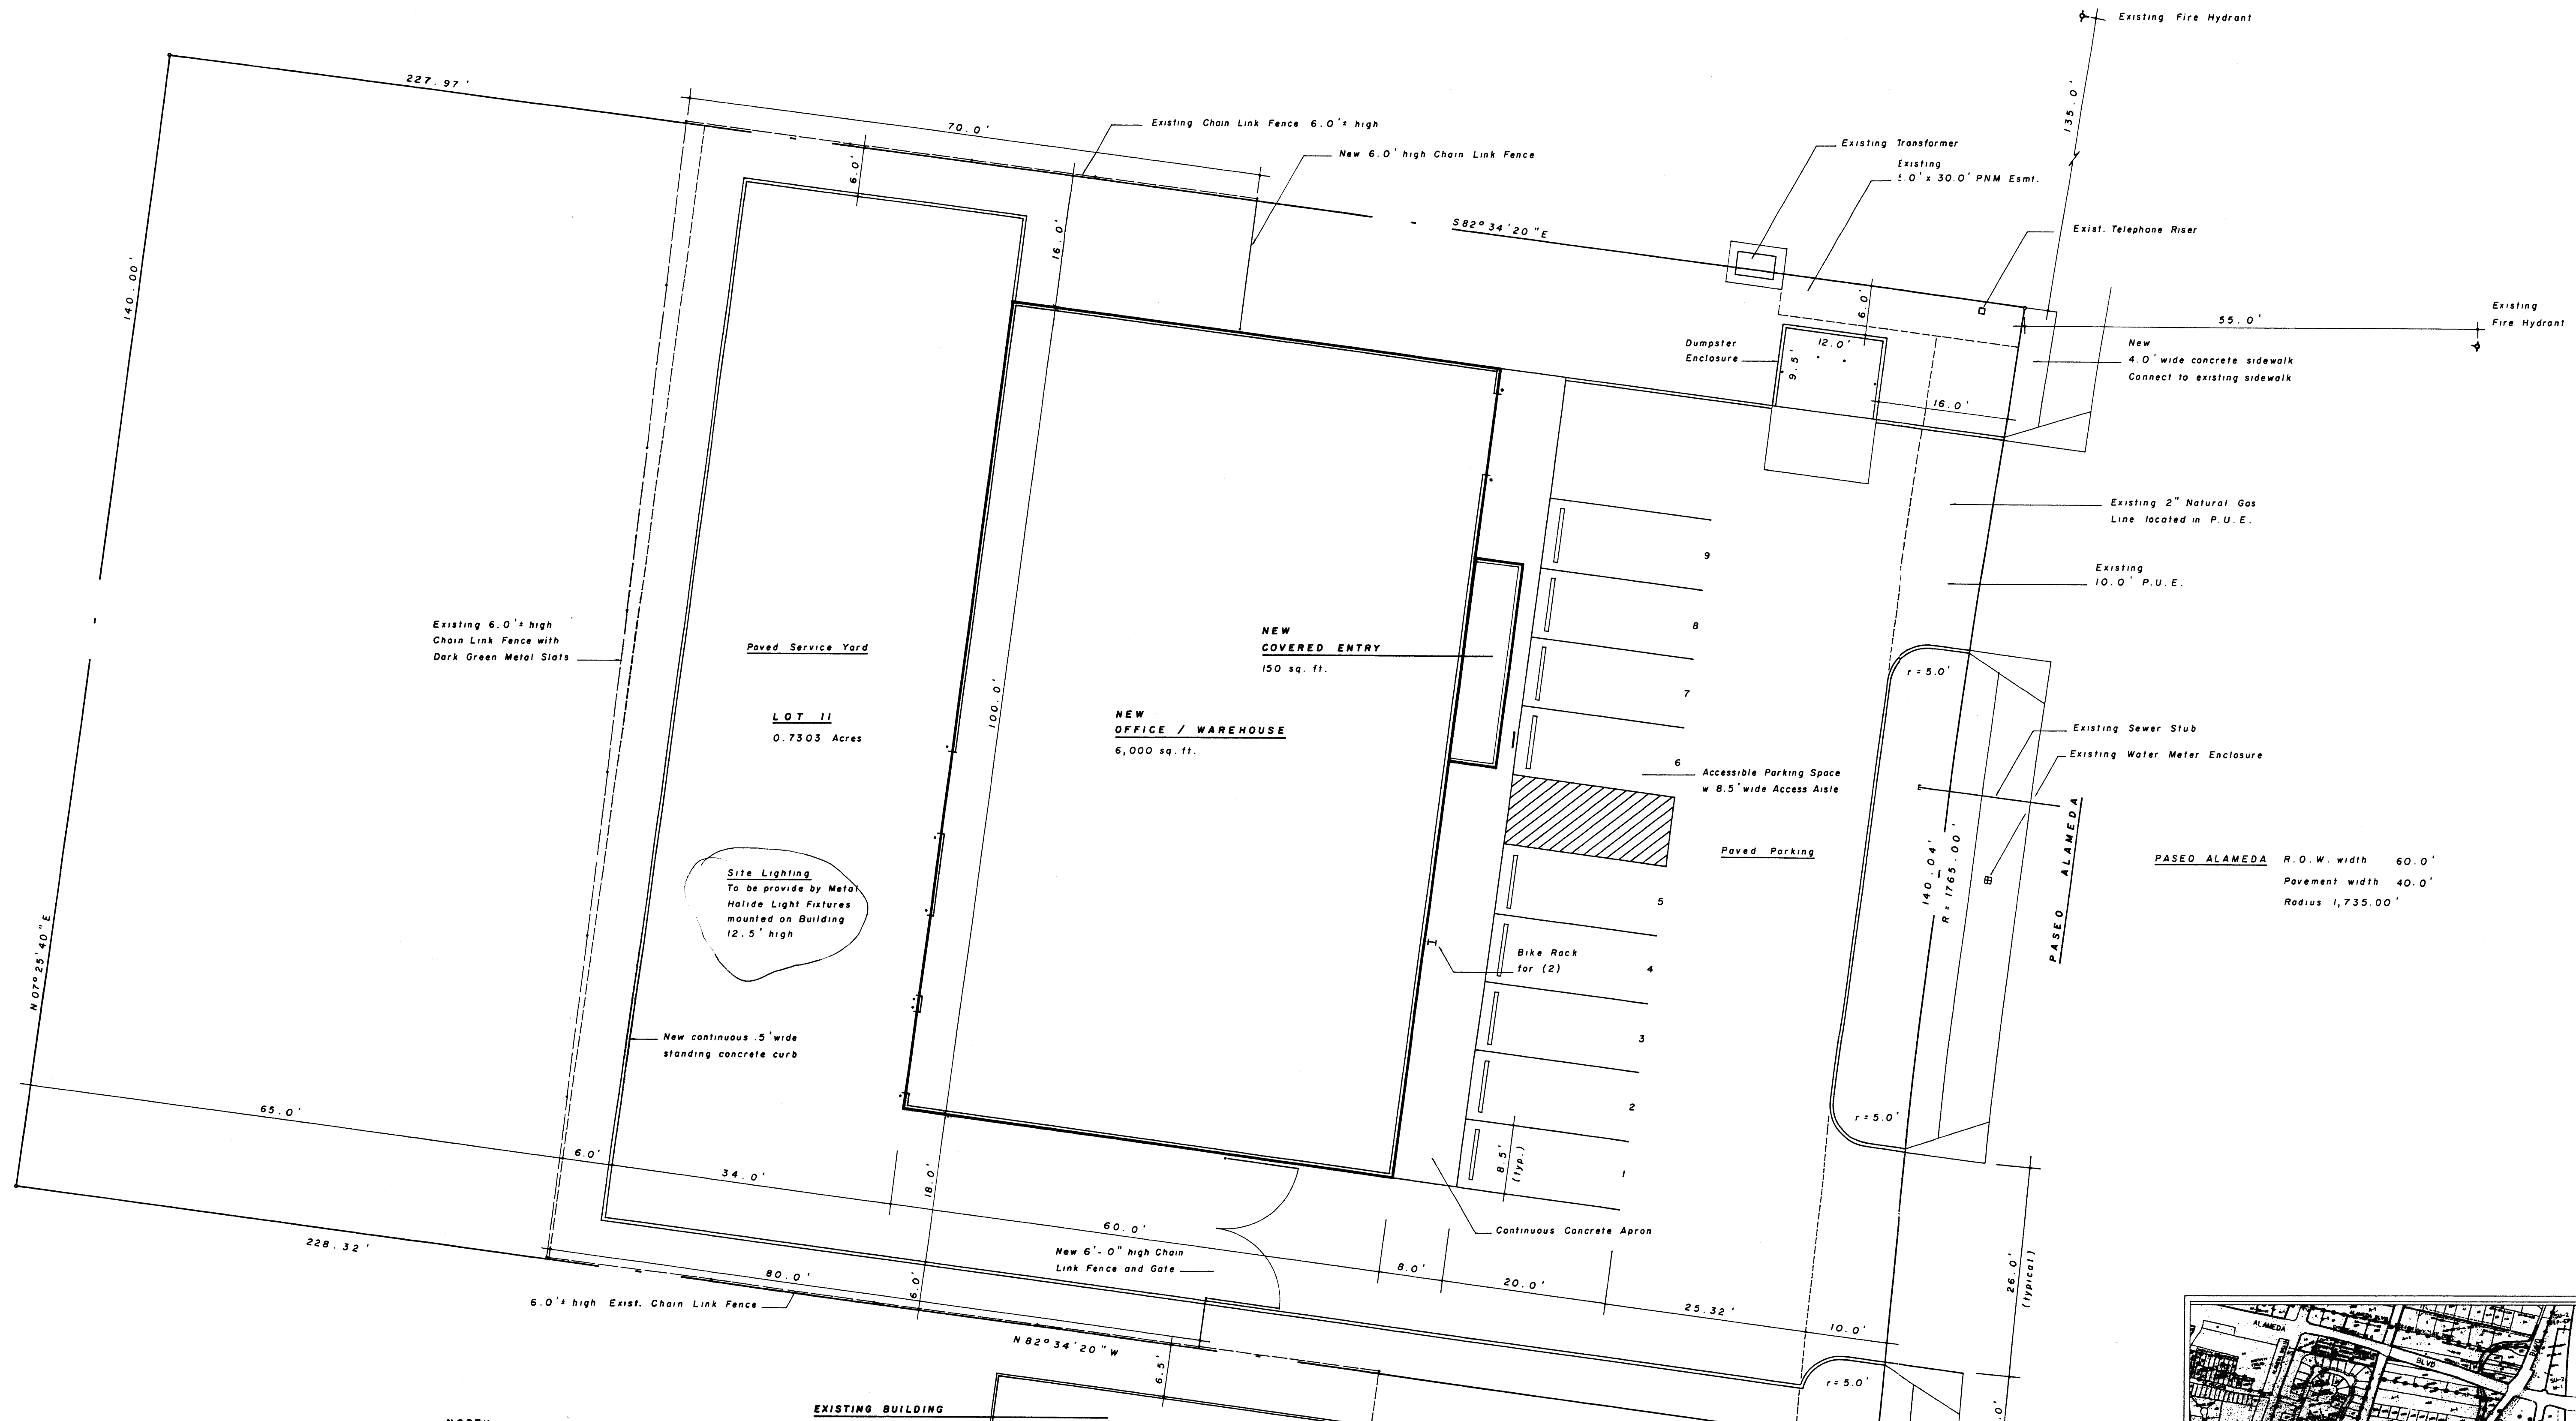 Existing Fire Hydrant
227.97'
135.0'
70.0'
Existing Chain Link Fence 6.0'± high
New 6.0' high Chain Link Fence
Existing Transformer
Existing
x 30.0' PNM Esmt.
6.0'
16.0'
S 82° 34' 20" E
Exist. Telephone Riser
140.00'
6.0'
55.0'
Existing
Fire Hydrant
Dumpster
Enclosure
12.0'
9.5'
New
4.0' wide concrete sidewalk
Connect to existing sidewalk
16.0'
Existing 2" Natural Gas
Line located in P.U.E.
9
Existing
10.0' P.U.E.
Existing 6.0'± high
Chain Link Fence with
Dark Green Metal Slats
Paved Service Yard
NEW
COVERED ENTRY
150 sq. ft.
8
r = 5.0'
100.0'
7
LOT 11
0.7303 Acres
NEW
OFFICE / WAREHOUSE
6,000 sq. ft.
Existing Sewer Stub
Existing Water Meter Enclosure
6
Accessible Parking Space
w 8.5' wide Access Aisle
Paved Parking
140.04'
R = 1765.00'
PASEO ALAMEDA
PASEO ALAMEDA R.O.W. width 60.0'
Pavement width 40.0'
Radius 1,735.00'
Site Lighting
To be provide by Metal
Halide Light Fixtures
mounted on Building
12.5' high
5
N 07° 25' 40" E
Bike Rack
for (2)
4
New continuous .5' wide
standing concrete curb
3
2
r = 5.0'
65.0'
6.0'
34.0'
18.0'
8.5'
(typ.)
1
60.0'
Continuous Concrete Apron
228.32'
New 6'-0" high Chain
Link Fence and Gate
8.0'
20.0'
26.0'
(typical)
80.0'
6.0'
6.0'± high Exist. Chain Link Fence
25.32'
10.0'
N 82° 34' 20" W
6.5'
r = 5.0'
EXISTING BUILDING
NORTH
ALAMEDA
BLVD